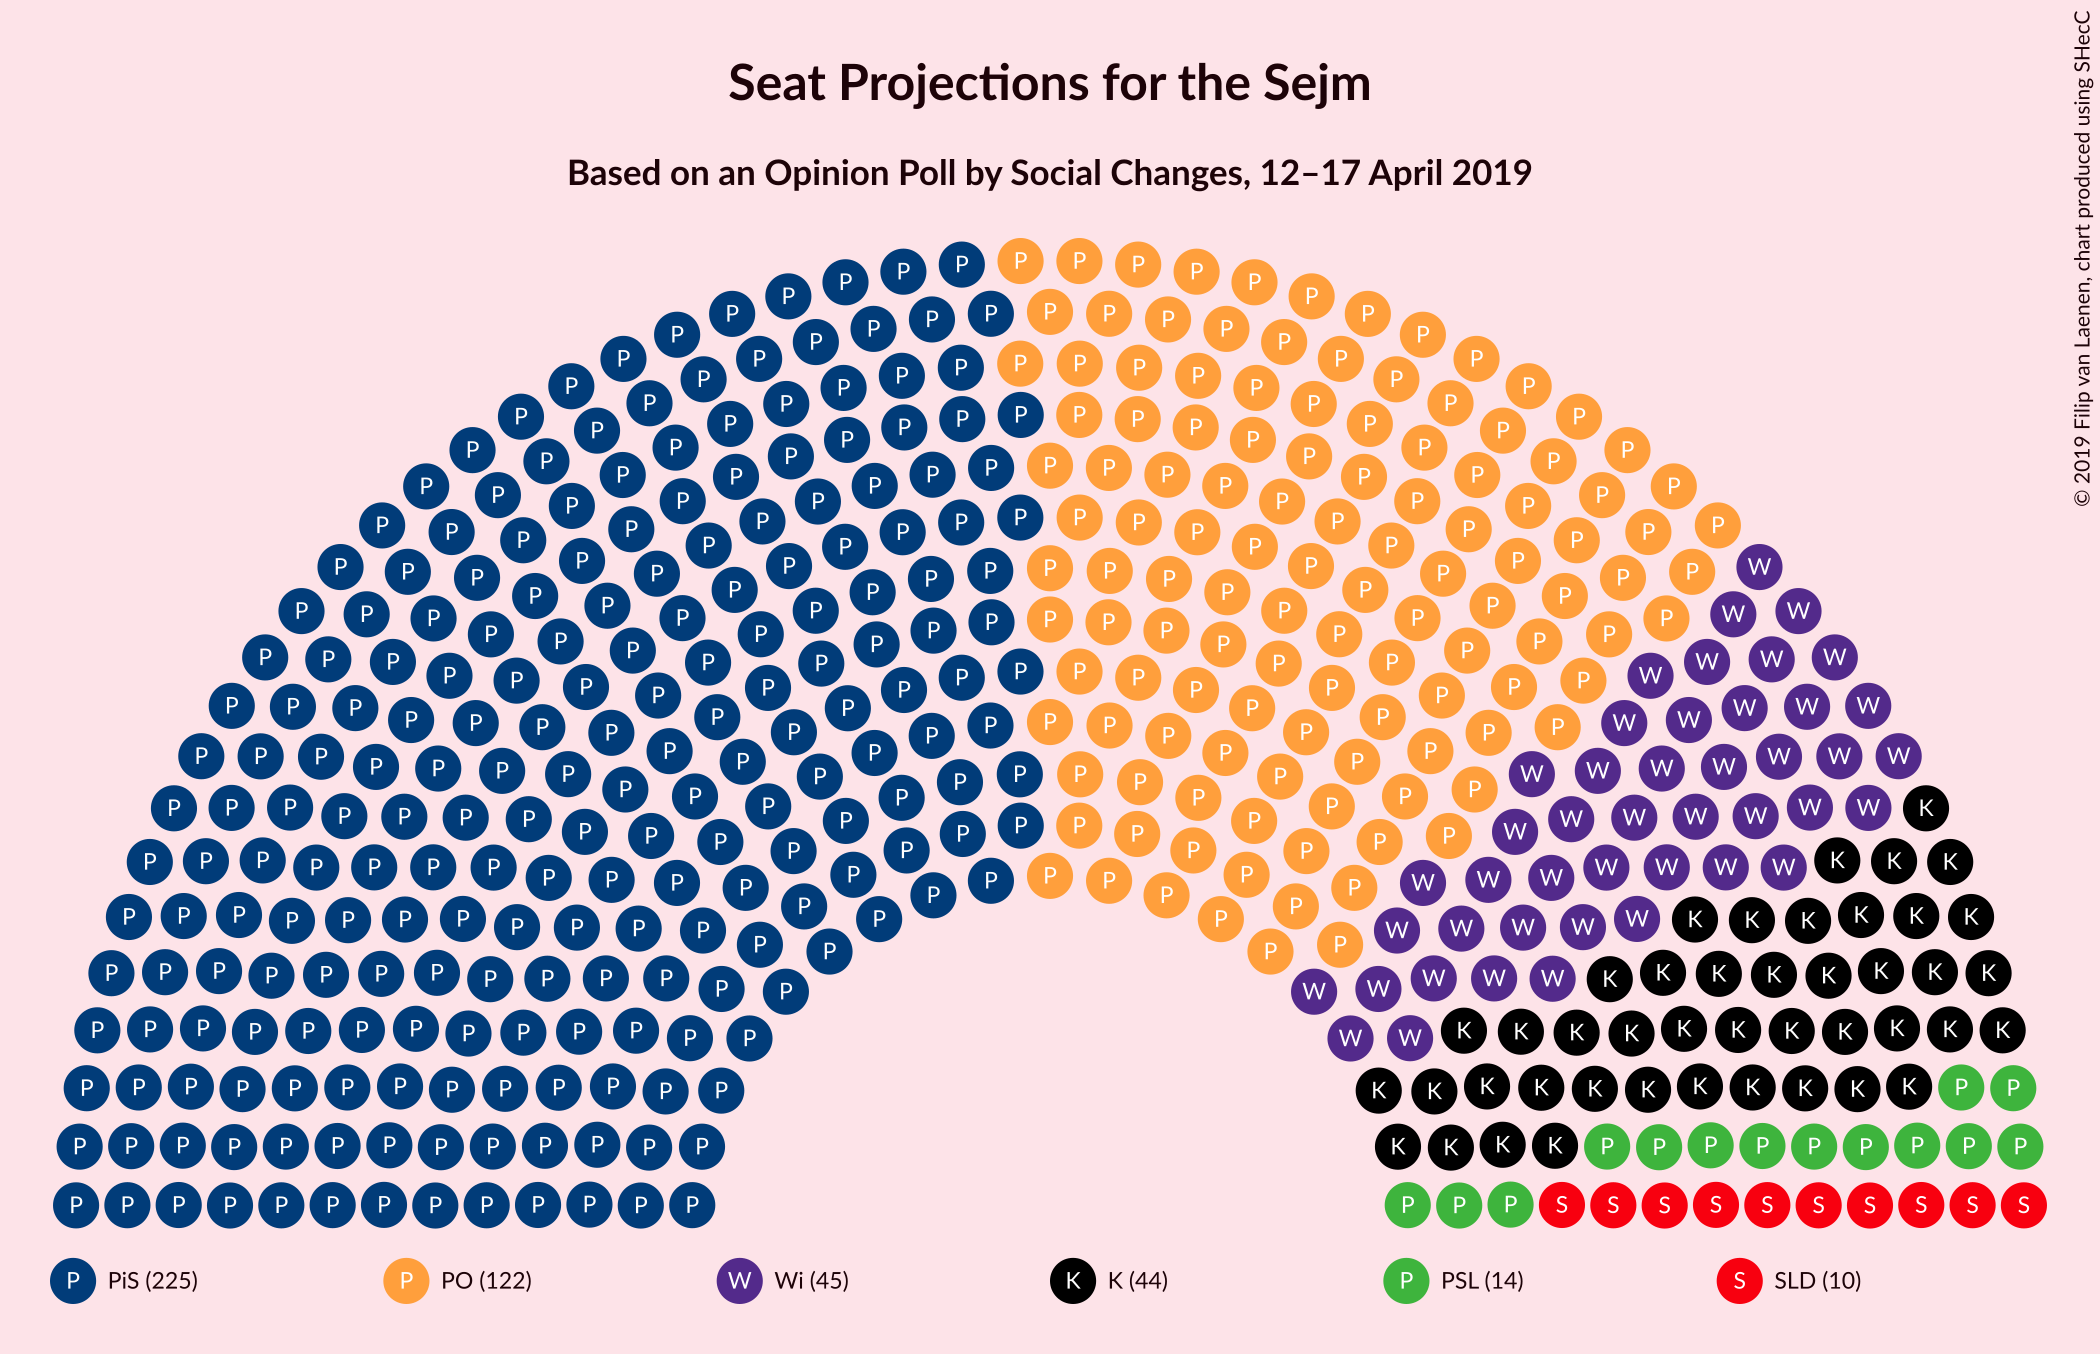 Seat Projections for the Sejm
Based on an Opinion Poll by Social Changes, 12–17 April 2019
© 2019 Filip van Laenen, chart produced using SHecC
P PiS (225)
P PO (122)
W Wi (45)
K K (44)
P PSL (14)
S SLD (10)